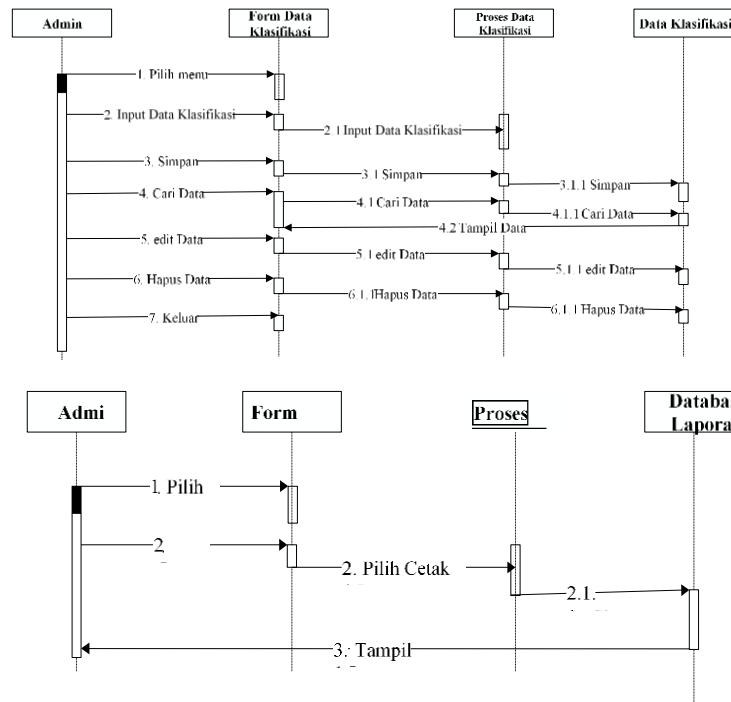 Admin
Form Data
Klasifikasi
Proses Data
Klasifikasi
Data Klasifikasi
1. Pilih menu
2. Input Data Klasifikasi
2.1 Input Data Klasifikasi
3. Simpan
3.1 Simpan
3.1.1 Simpan
4. Cari Data
4.1 Cari Data
4.1.1 Cari Data
4.2 Tampil Data
5. edit Data
5.1 edit Data
5.1.1 edit Data
6. Hapus Data
6.1.1Hapus Data
6.1.1 Hapus Data
7. Keluar
Admi
Form
Proses
Databa
Lapora
1. Pilih
2.
2. Pilih Cetak
2.1.
3. Tampil